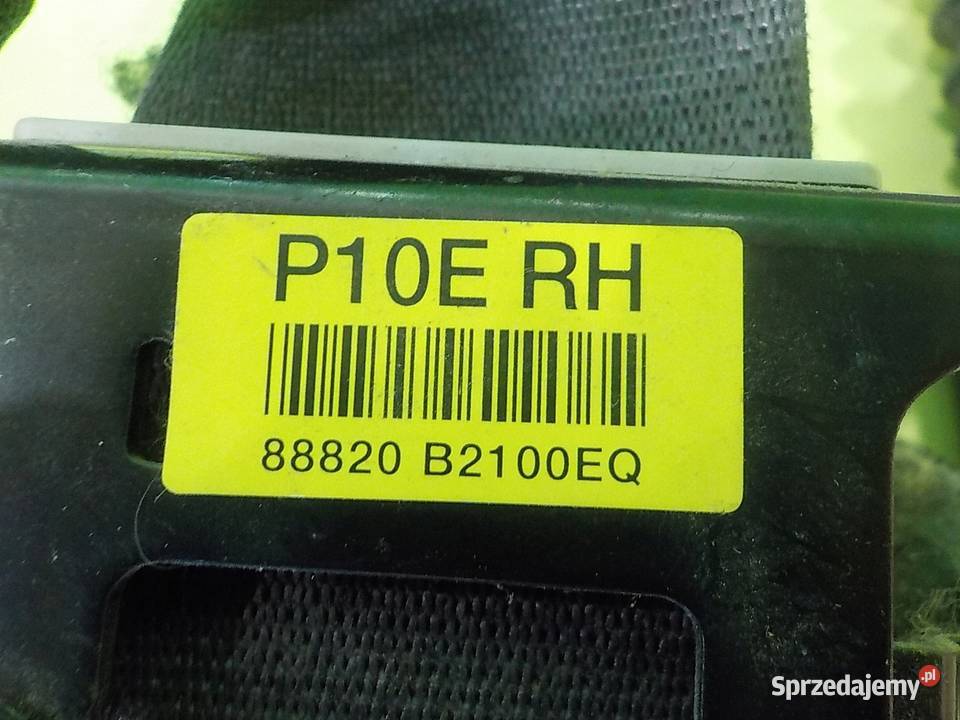 P10E RH
88820 B2100EQ
Sprzedajemy.pl